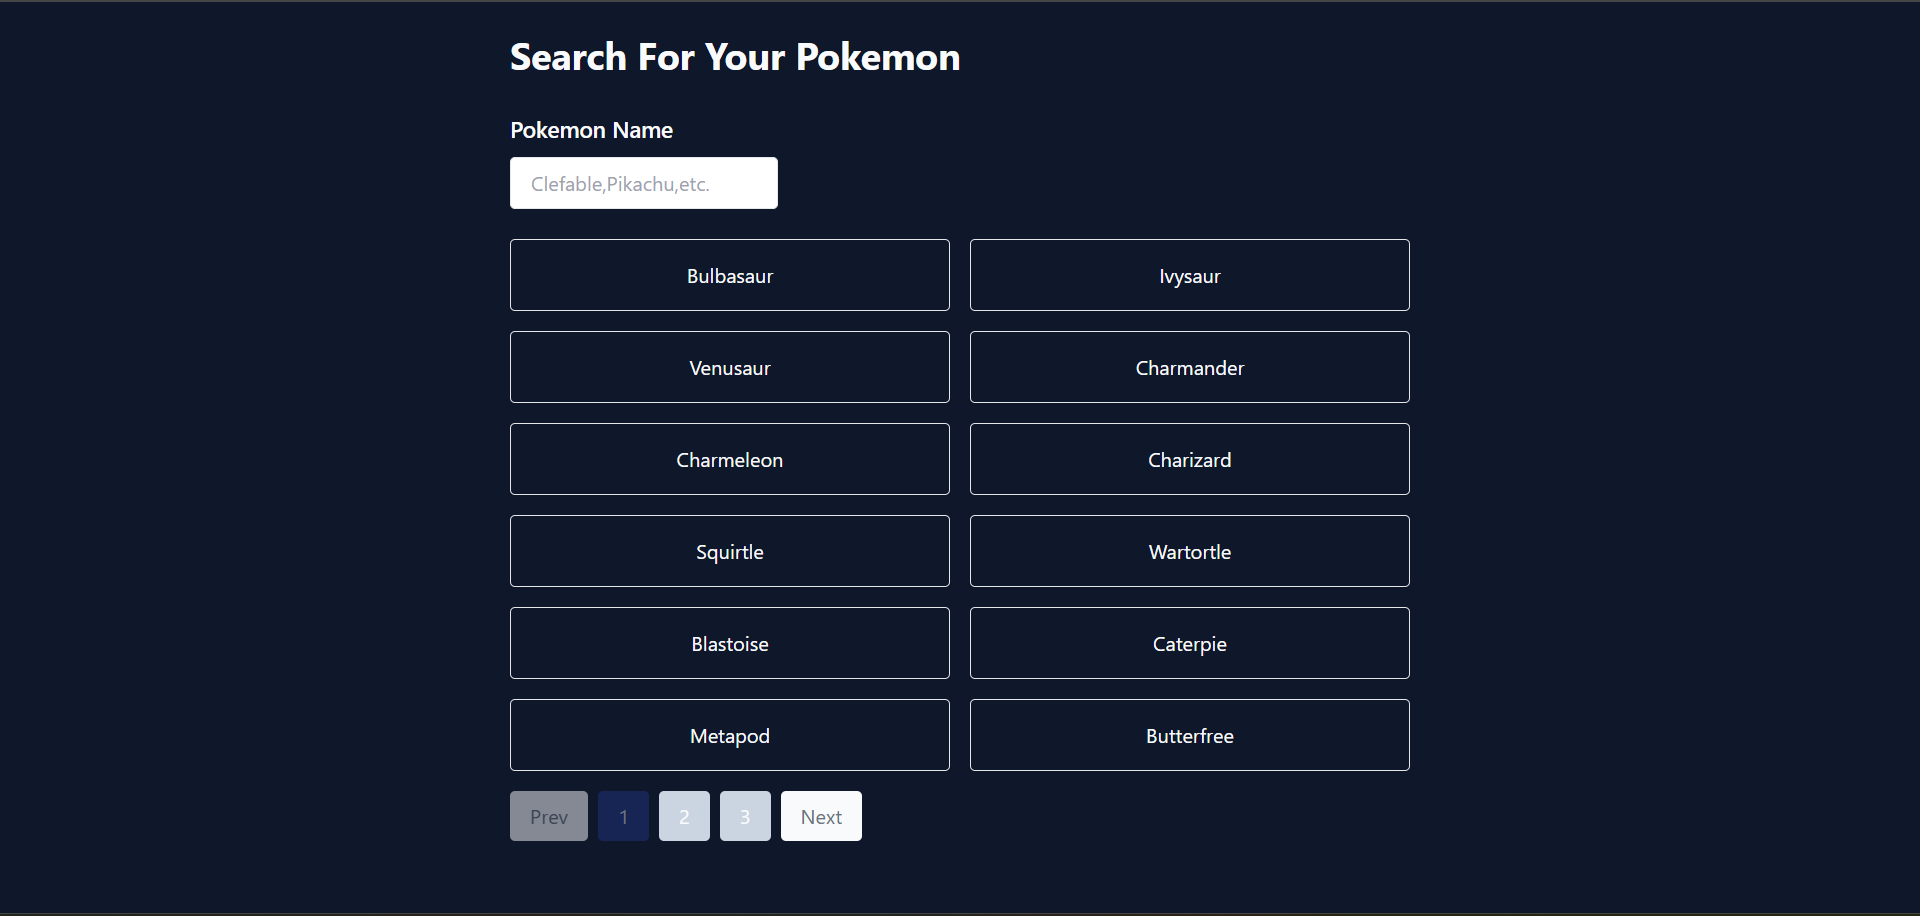 Search For Your Pokemon
Pokemon Name
Clefable,Pikachu,etc.
Bulbasaur
Ivysaur
Venusaur
Charmander
Charmeleon
Charizard
Squirtle
Wartortle
Blastoise
Caterpie
Metapod
Butterfree
Prev 1 2 3 Next